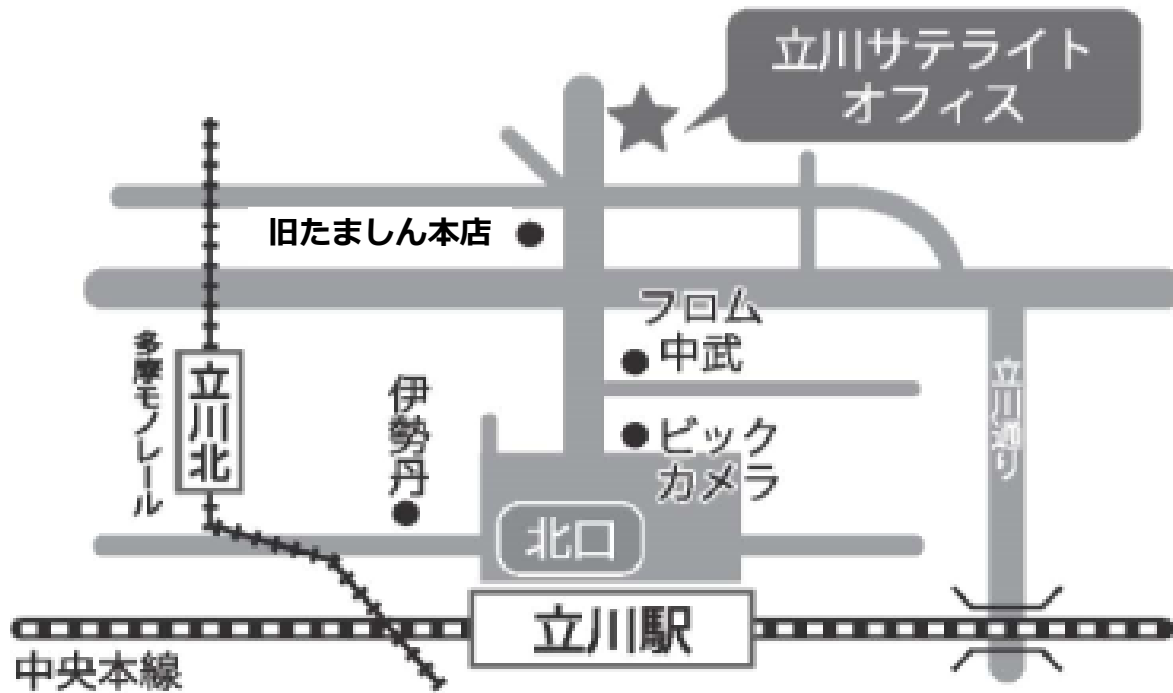 立川サテライト
オフィス
旧たましん本店
フロム
中武
多摩モノレール
立川北
伊勢丹
ビック
カメラ
立川通り
北口
立川駅
中央本線